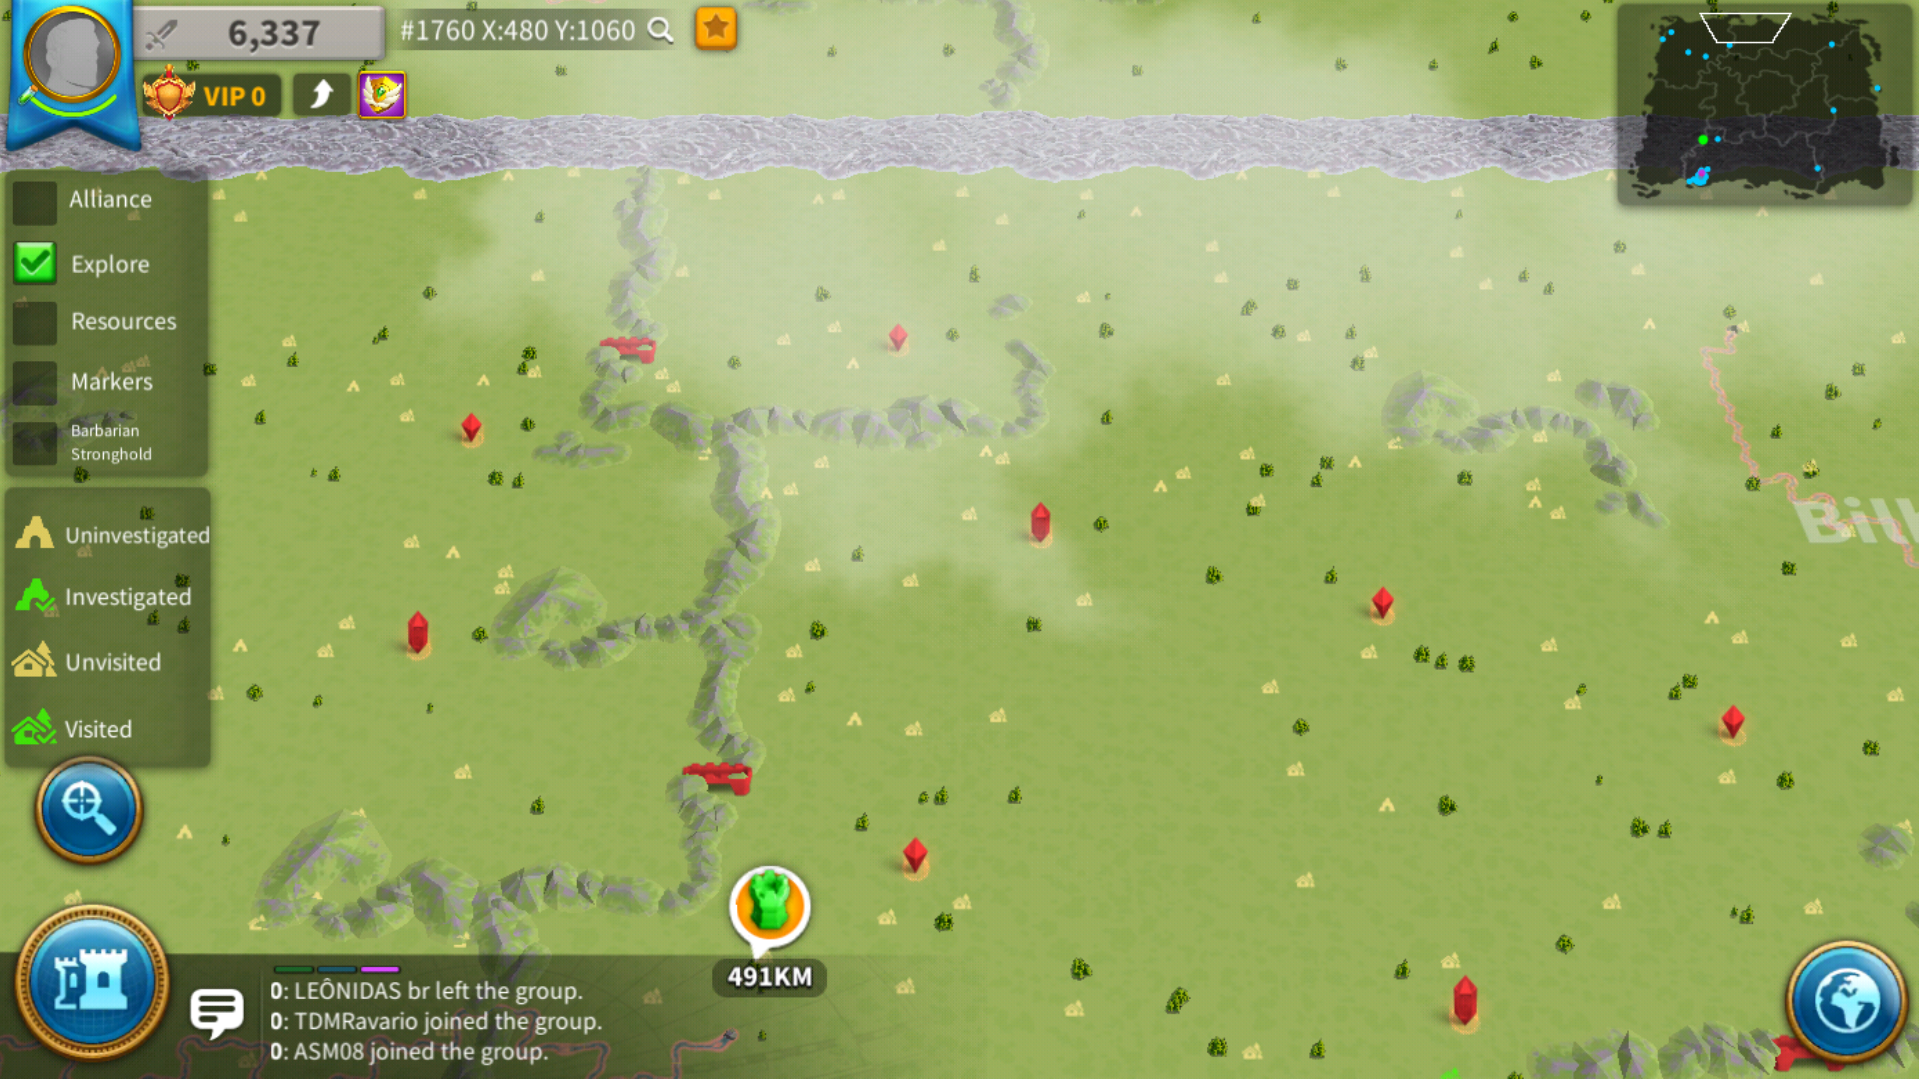 6,337
#1760 X:480 Y:1060
VIP 0
Alliance
Explore
Resources
Markers
Barbarian
Stronghold
Uninvestigated
Investigated
Unvisited
Visited
491KM
0: LEÔNIDAS br left the group.
0: TDMRavario joined the group.
0: ASM08 joined the group.